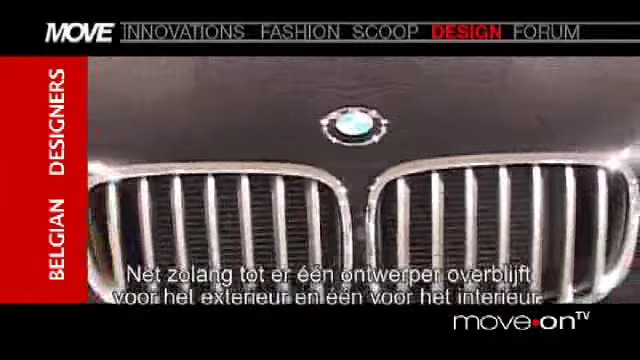 MOVE INNOVATIONS FASHION SCOOP DESIGN FORUM
BELGIAN DESIGNERS
Net zolang tot er één ontwerper overblijft
voor het exterieur en één voor het interieur.
move•on TV